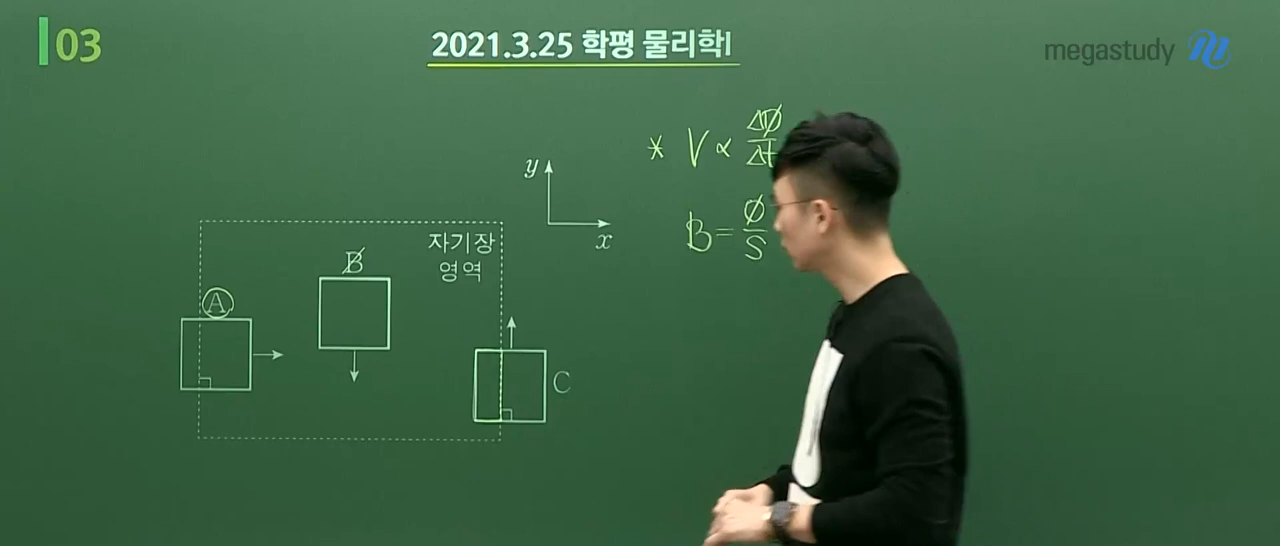 03
2021.3.25 학평 물리학I
megastudy
* V ∝ ΔΦ/Δt
B = Φ/S
y
x
자기장
영역
B
A
C